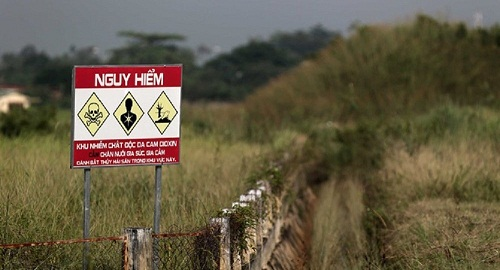 NGUY HIỂM
KHU NHIỄM CHẤT ĐỘC DA CAM DIOXIN
CẤM CHĂN NUÔI GIA SÚC, GIA CẦM
ĐÁNH BẮT THỦY HẢI SẢN TRONG KHU VỰC NÀY.